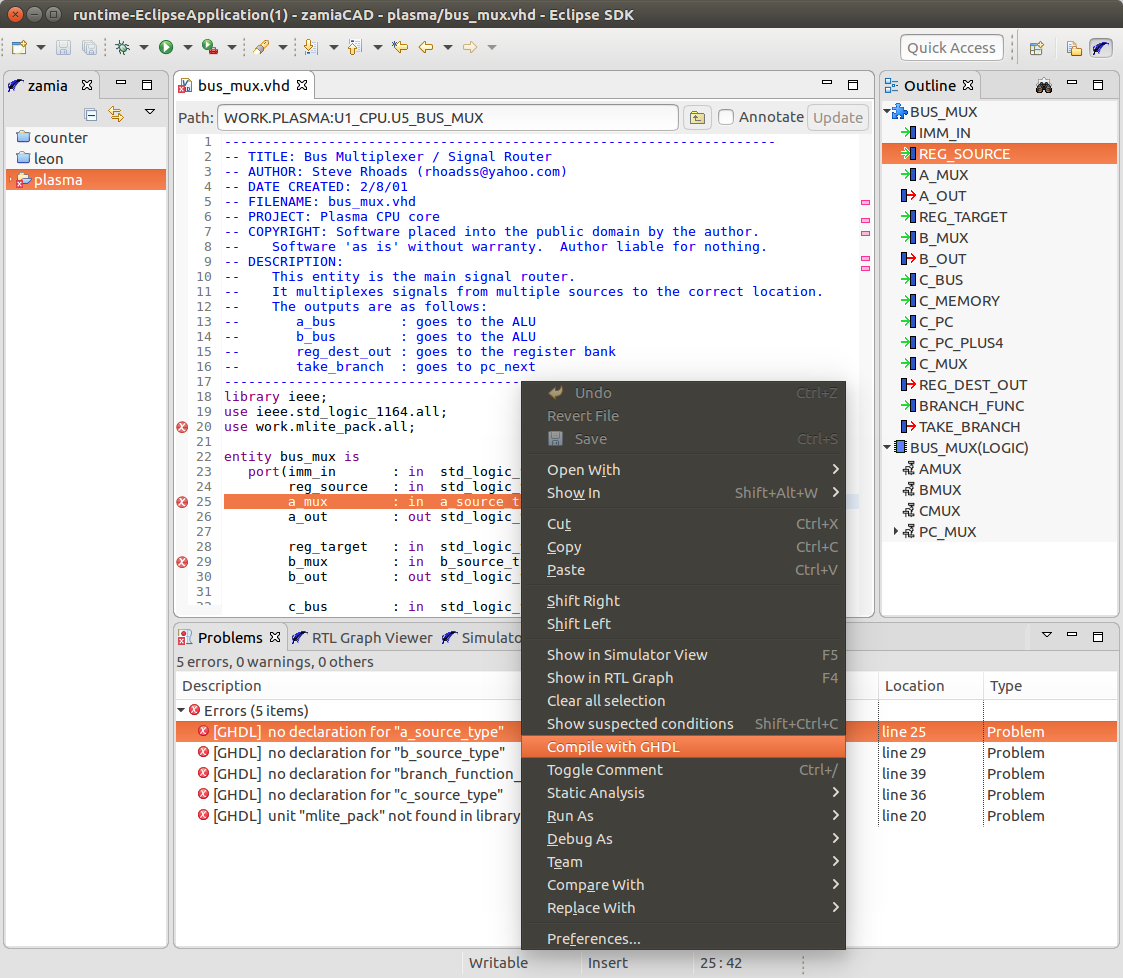 runtime-EclipseApplication(1) - zamiaCAD - plasma/bus_mux.vhd - Eclipse SDK
Quick Access
zamia
counter
leon
plasma
bus_mux.vhd
Path: WORK.PLASMA:U1_CPU.U5_BUS_MUX Annotate Update
1 ---------------------------------------------------------------------
2 -- TITLE: Bus Multiplexer / Signal Router
3 -- AUTHOR: Steve Rhoads (rhoadss@yahoo.com)
4 -- DATE CREATED: 2/8/01
5 -- FILENAME: bus_mux.vhd
6 -- PROJECT: Plasma CPU core
7 -- COPYRIGHT: Software placed into the public domain by the author.
8 --    Software 'as is' without warranty.  Author liable for nothing.
9 -- DESCRIPTION:
10 --    This entity is the main signal router.
11 --    It multiplexes signals from multiple sources to the correct location.
12 --    The outputs are as follows:
13 --       a_bus        : goes to the ALU
14 --       b_bus        : goes to the ALU
15 --       reg_dest_out : goes to the register bank
16 --       take_branch  : goes to pc_next
17 -------------------------------------
18 library ieee;
19 use ieee.std_logic_1164.all;
20 use work.mlite_pack.all;
21
22 entity bus_mux is
23    port(imm_in       : in  std_logic_
24         reg_source   : in  std_logic_
25         a_mux        : in  a_source_t
26         a_out        : out std_logic_
27
28         reg_target   : in  std_logic_
29         b_mux        : in  b_source_t
30         b_out        : out std_logic_
31
32         c_bus        : in  std_logic_
Undo Ctrl+Z
Revert File
Save Ctrl+S
Open With
Show In Shift+Alt+W
Cut Ctrl+X
Copy Ctrl+C
Paste Ctrl+V
Shift Right
Shift Left
Show in Simulator View F5
Show in RTL Graph F4
Clear all selection
Show suspected conditions Shift+Ctrl+C
Compile with GHDL
Toggle Comment Ctrl+/
Static Analysis
Run As
Debug As
Team
Compare With
Replace With
Preferences...
Outline
BUS_MUX
IMM_IN
REG_SOURCE
A_MUX
A_OUT
REG_TARGET
B_MUX
B_OUT
C_BUS
C_MEMORY
C_PC
C_PC_PLUS4
C_MUX
REG_DEST_OUT
BRANCH_FUNC
TAKE_BRANCH
BUS_MUX(LOGIC)
AMUX
BMUX
CMUX
PC_MUX
Problems RTL Graph Viewer Simulato
5 errors, 0 warnings, 0 others
Description Location Type
Errors (5 items)
[GHDL] no declaration for "a_source_type" line 25 Problem
[GHDL] no declaration for "b_source_type" line 29 Problem
[GHDL] no declaration for "branch_function_ line 39 Problem
[GHDL] no declaration for "c_source_type" line 36 Problem
[GHDL] unit "mlite_pack" not found in library line 20 Problem
Writable Insert 25 : 42